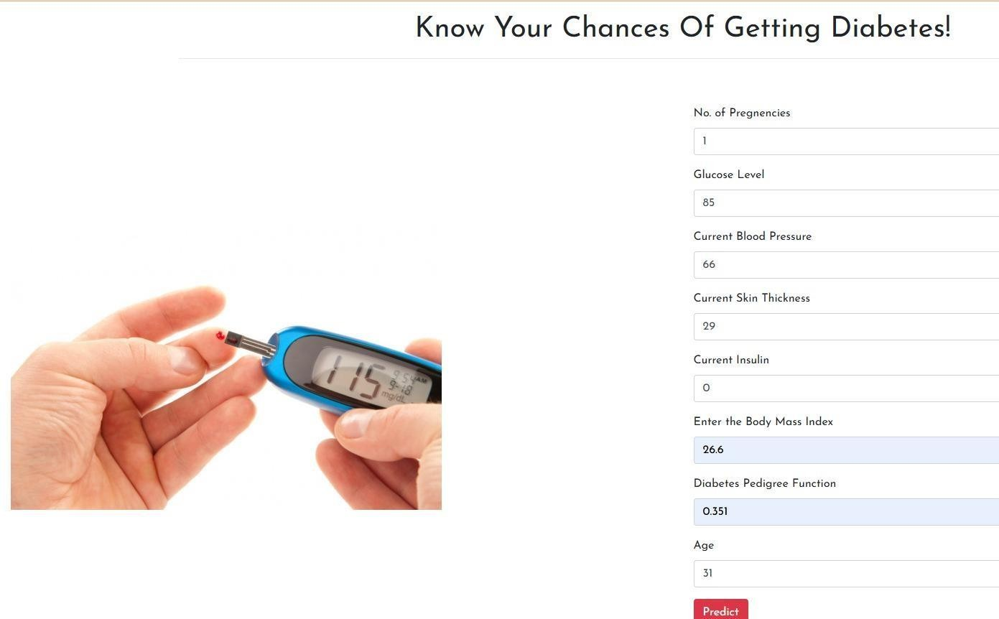 Know Your Chances Of Getting Diabetes!
No. of Pregnencies
1
Glucose Level
85
Current Blood Pressure
66
Current Skin Thickness
29
Current Insulin
0
Enter the Body Mass Index
26.6
Diabetes Pedigree Function
0.351
Age
31
Predict
115
9:54 AM
9-18
mg/dL